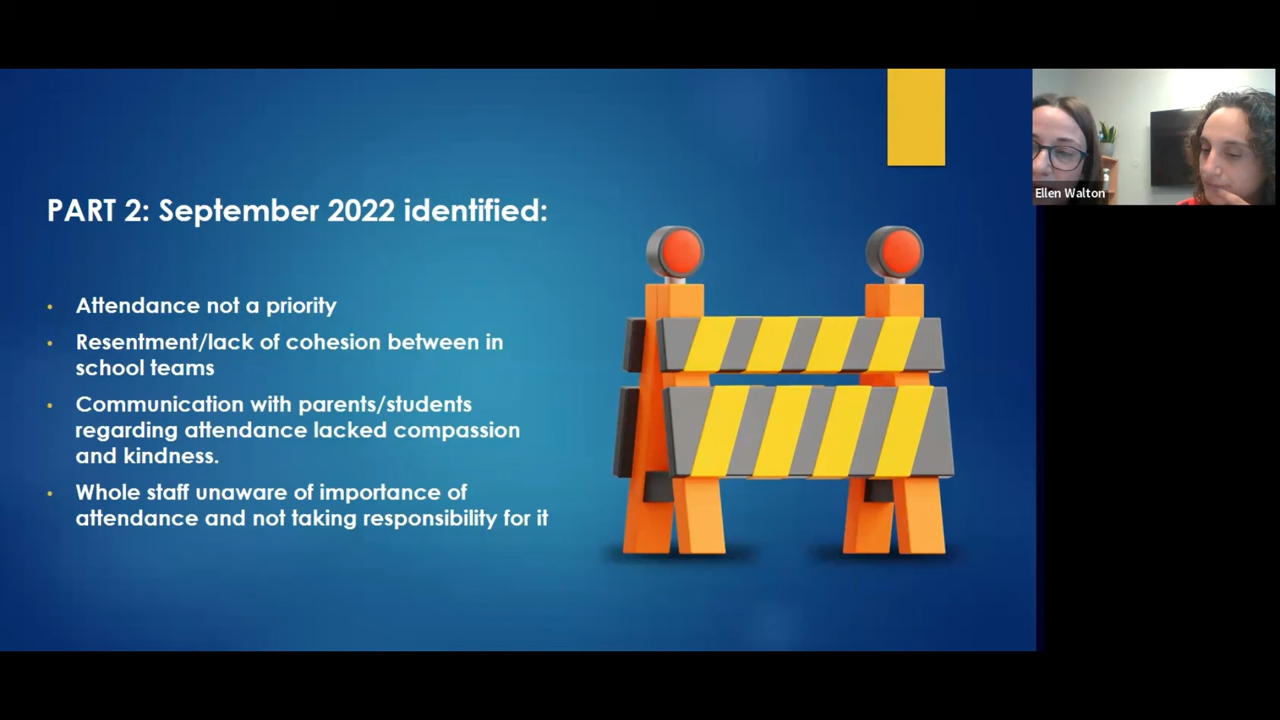 PART 2: September 2022 identified:
Attendance not a priority
Resentment/lack of cohesion between in
school teams
Communication with parents/students
regarding attendance lacked compassion
and kindness.
Whole staff unaware of importance of
attendance and not taking responsibility for it
Ellen Walton